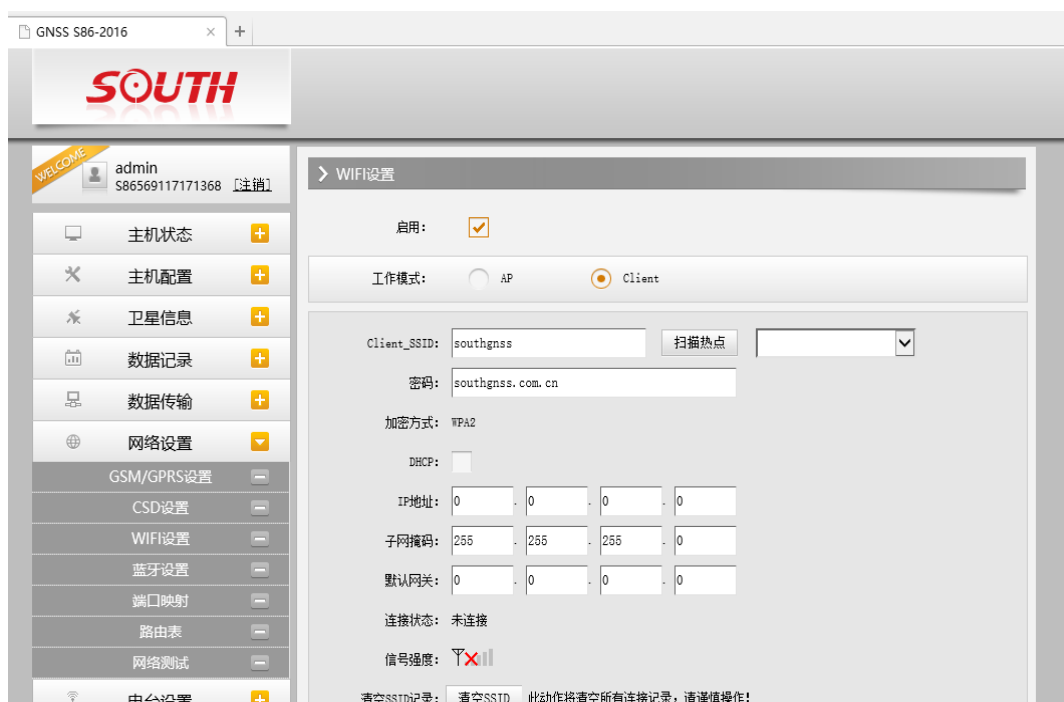 GNSS S86-2016
SOUTH
WELCOME
admin
S86569117171368 [注销]
主机状态
主机配置
卫星信息
数据记录
数据传输
网络设置
GSM/GPRS设置
CSD设置
WIFI设置
蓝牙设置
端口映射
路由表
网络测试
电台设置
WIFI设置
启用:
工作模式: AP Client
Client_SSID: southgnss 扫描热点
密码: southgnss.com.cn
加密方式: WPA2
DHCP:
IP地址: 0 . 0 . 0 . 0
子网掩码: 255 . 255 . 255 . 0
默认网关: 0 . 0 . 0 . 0
连接状态: 未连接
信号强度:
清空SSID记录: 清空SSID 此动作将清空所有连接记录,请谨慎操作!